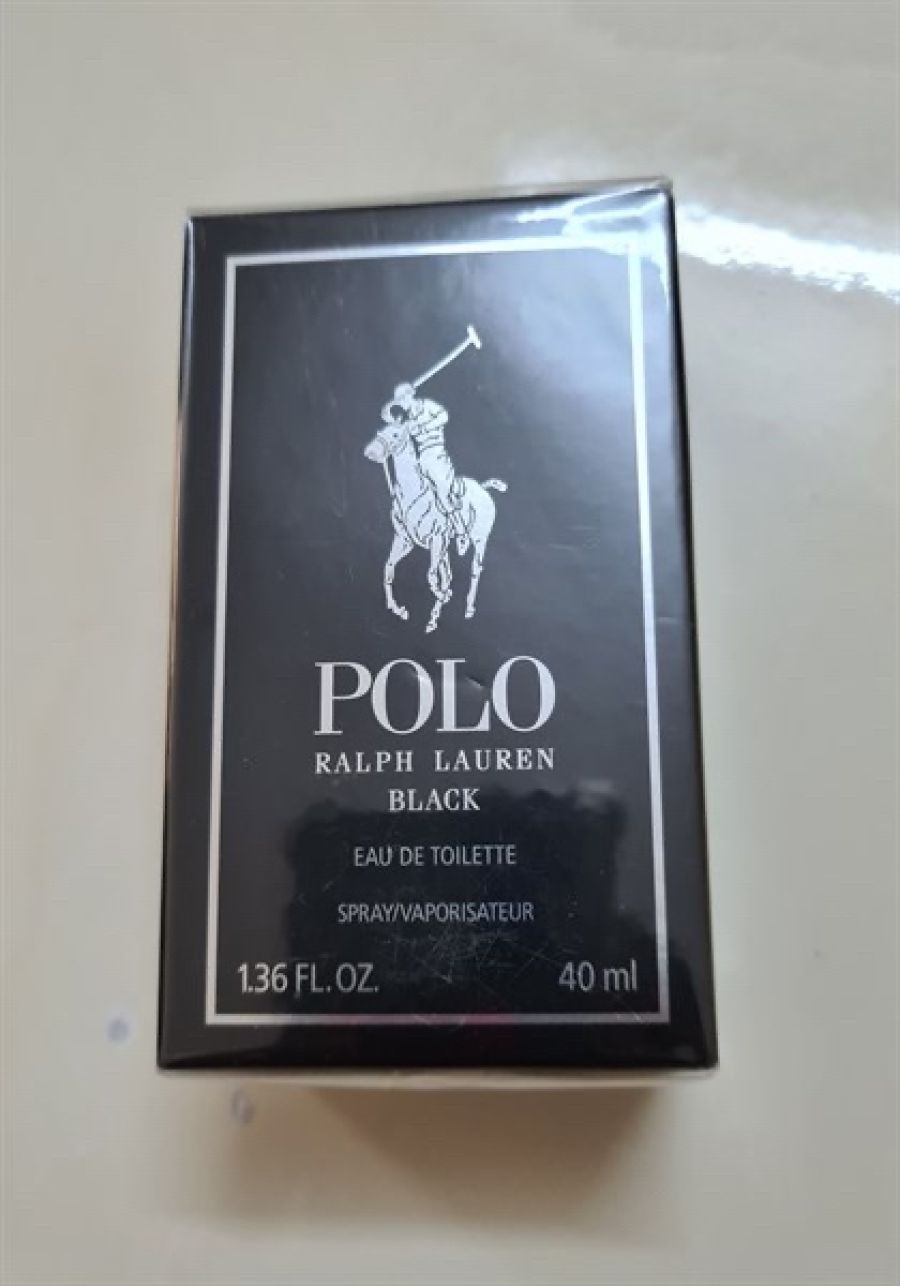 POLO
RALPH LAUREN
BLACK
EAU DE TOILETTE
SPRAY/VAPORISATEUR
1.36 FL. OZ. 40 ml